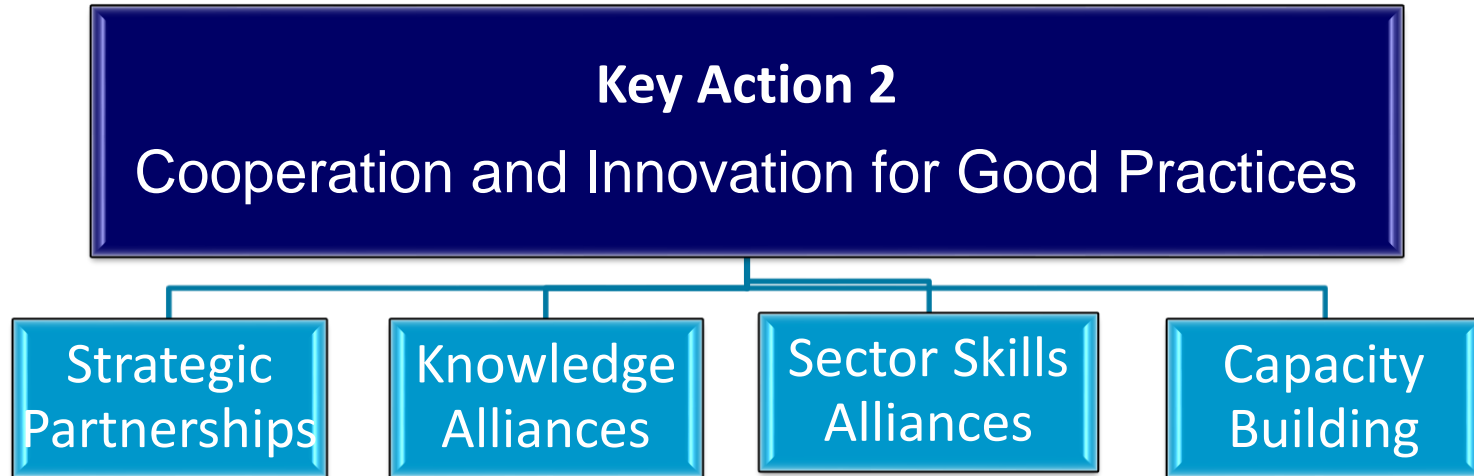 Key Action 2
Cooperation and Innovation for Good Practices
Strategic
Partnerships
Knowledge
Alliances
Sector Skills
Alliances
Capacity
Building